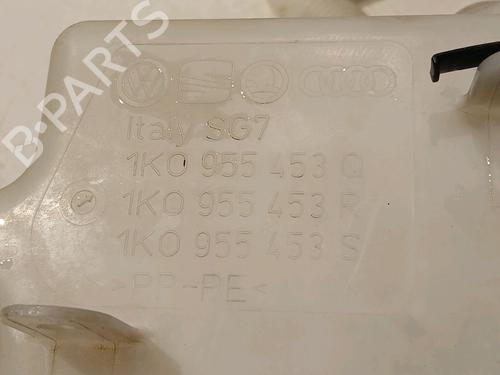 Italy SG7
1K0 955 453 Q
1K0 955 453 R
1K0 955 453 S
>PP-PE<
B-PARTS